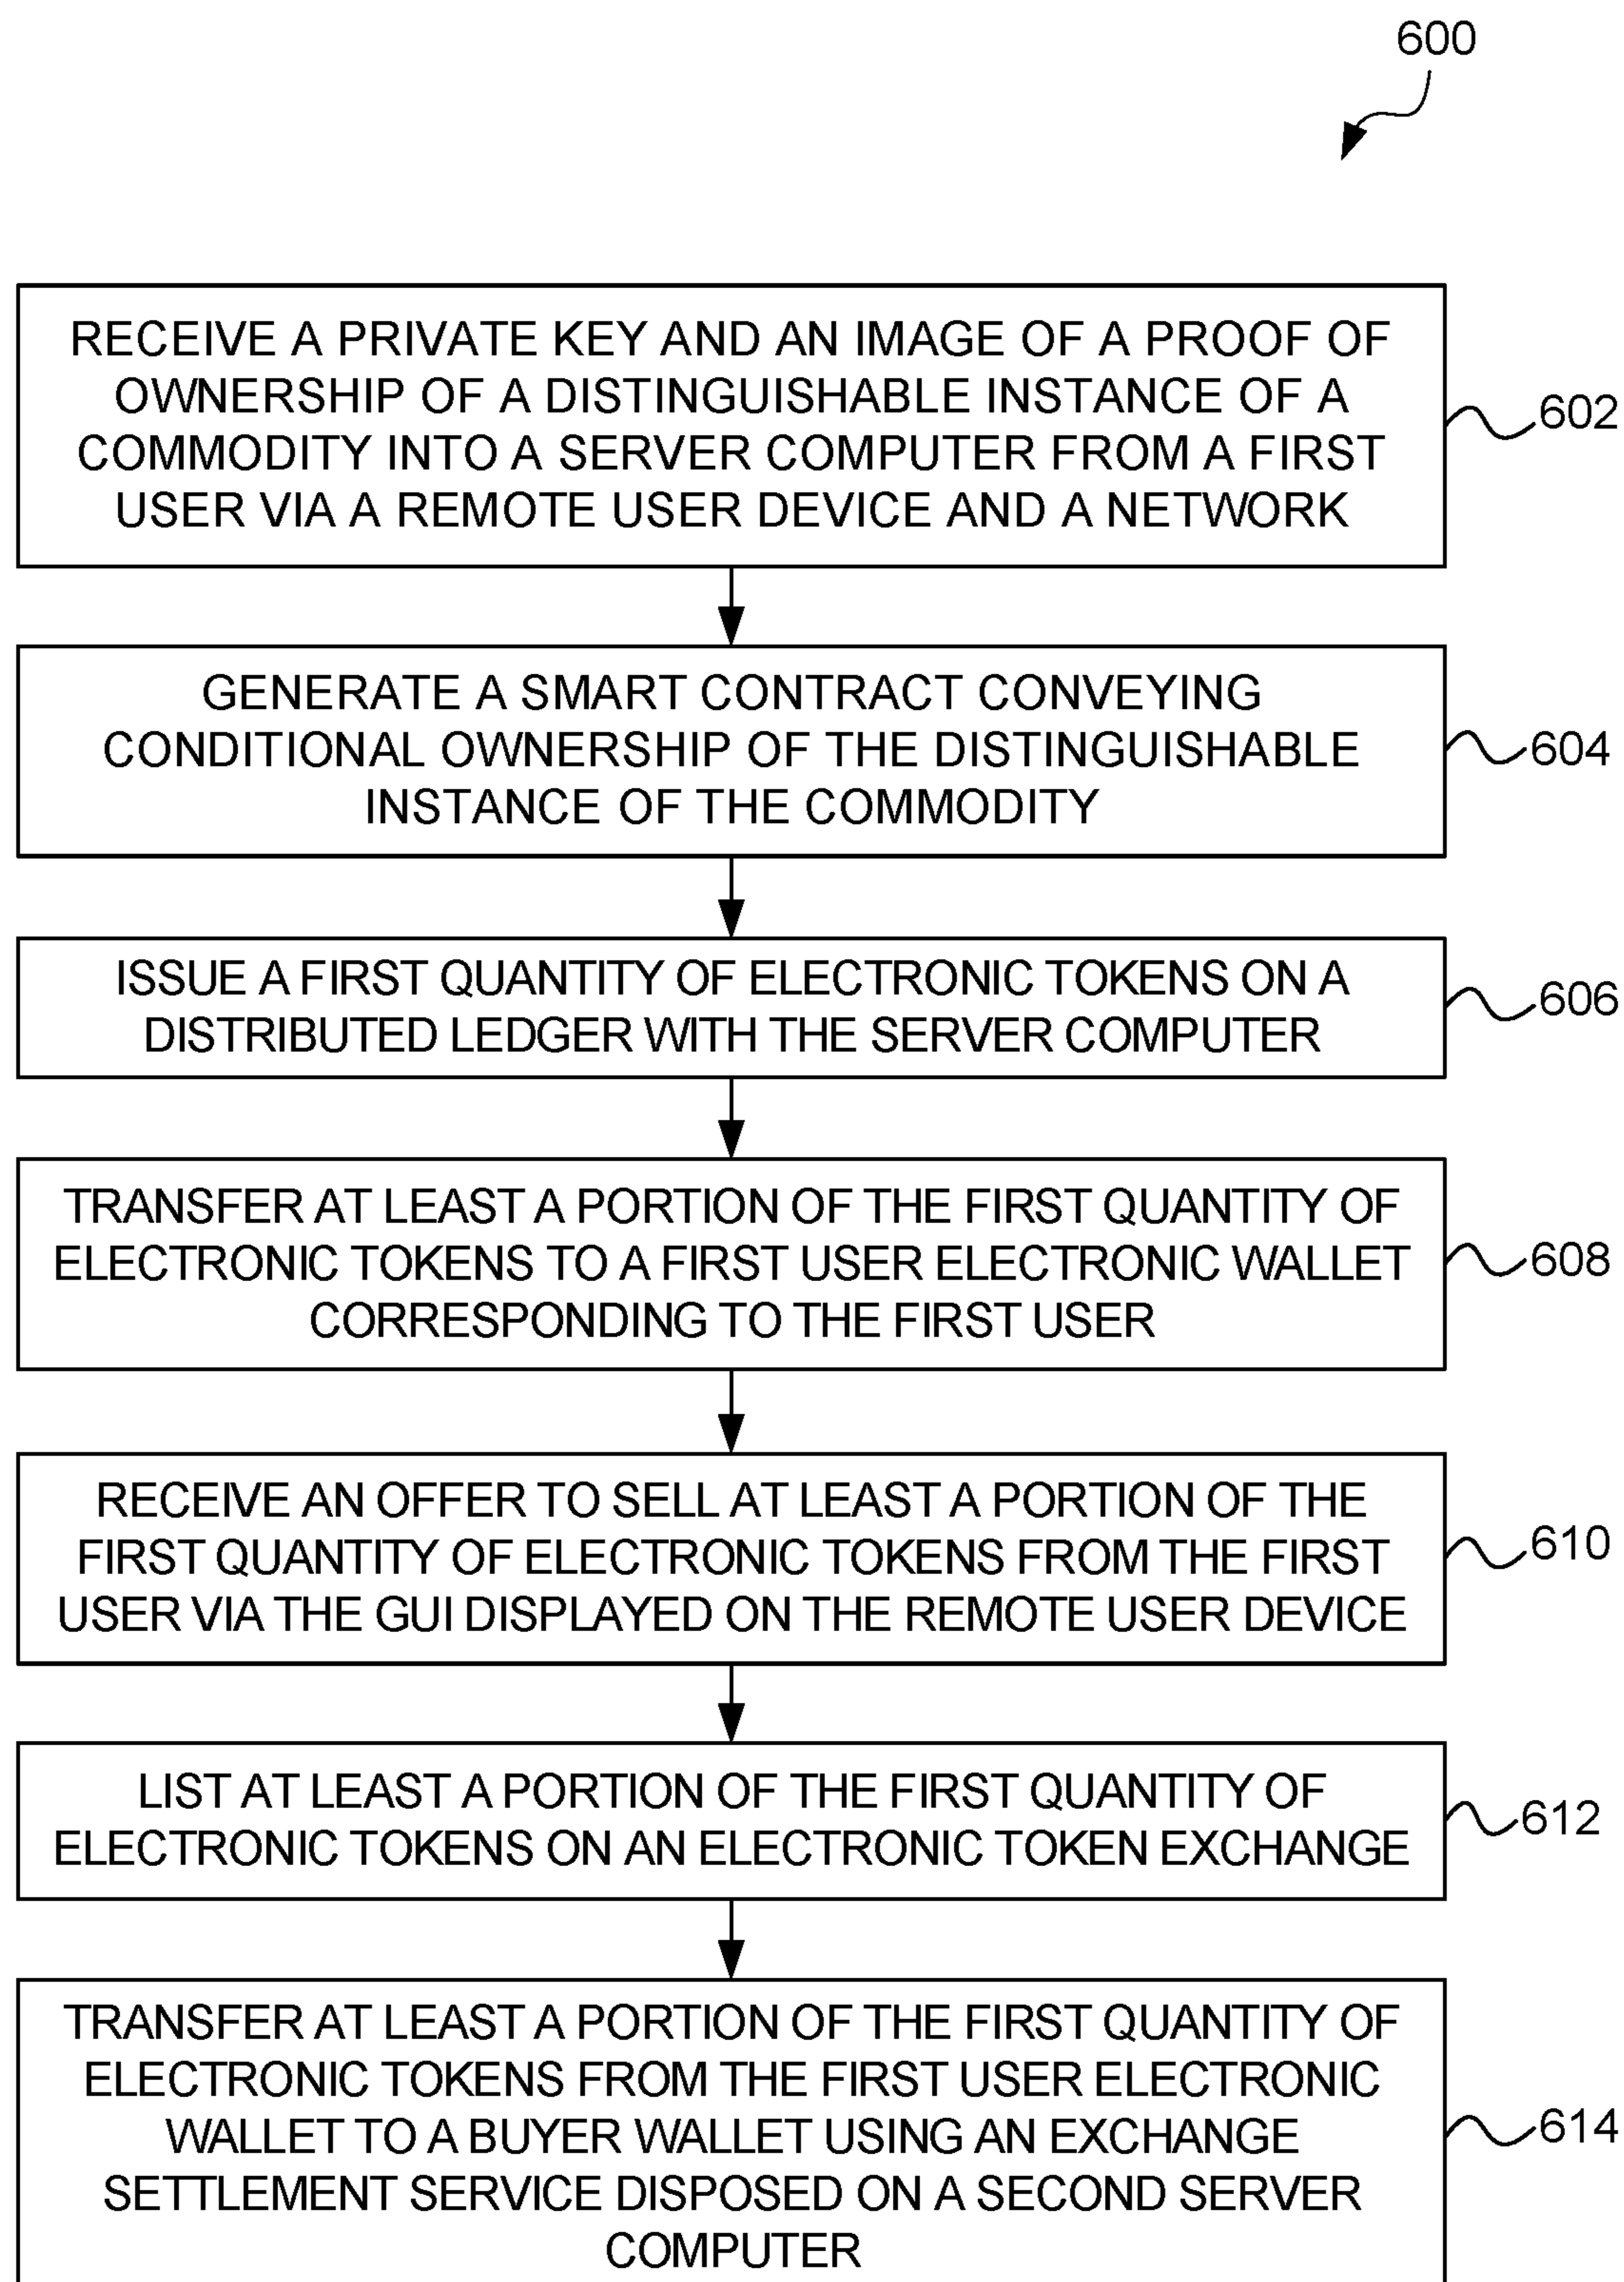 600
RECEIVE A PRIVATE KEY AND AN IMAGE OF A PROOF OF
OWNERSHIP OF A DISTINGUISHABLE INSTANCE OF A
COMMODITY INTO A SERVER COMPUTER FROM A FIRST
USER VIA A REMOTE USER DEVICE AND A NETWORK
602
GENERATE A SMART CONTRACT CONVEYING
CONDITIONAL OWNERSHIP OF THE DISTINGUISHABLE
INSTANCE OF THE COMMODITY
604
ISSUE A FIRST QUANTITY OF ELECTRONIC TOKENS ON A
DISTRIBUTED LEDGER WITH THE SERVER COMPUTER
606
TRANSFER AT LEAST A PORTION OF THE FIRST QUANTITY OF
ELECTRONIC TOKENS TO A FIRST USER ELECTRONIC WALLET
CORRESPONDING TO THE FIRST USER
608
RECEIVE AN OFFER TO SELL AT LEAST A PORTION OF THE
FIRST QUANTITY OF ELECTRONIC TOKENS FROM THE FIRST
USER VIA THE GUI DISPLAYED ON THE REMOTE USER DEVICE
610
LIST AT LEAST A PORTION OF THE FIRST QUANTITY OF
ELECTRONIC TOKENS ON AN ELECTRONIC TOKEN EXCHANGE
612
TRANSFER AT LEAST A PORTION OF THE FIRST QUANTITY OF
ELECTRONIC TOKENS FROM THE FIRST USER ELECTRONIC
WALLET TO A BUYER WALLET USING AN EXCHANGE
SETTLEMENT SERVICE DISPOSED ON A SECOND SERVER
COMPUTER
614